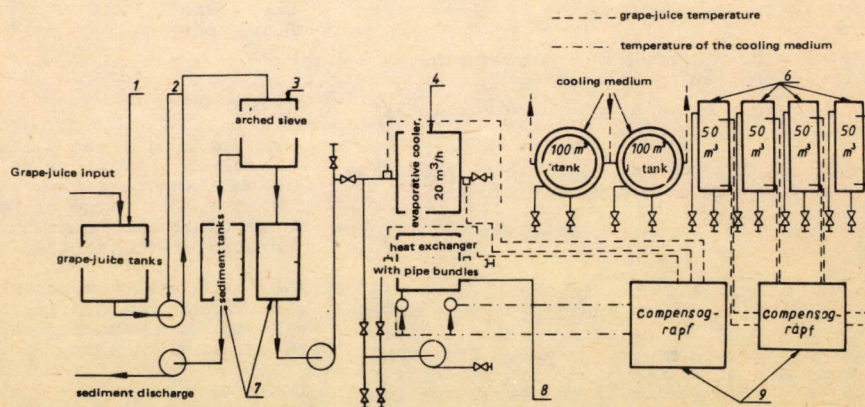 grape-juice temperature
temperature of the cooling medium
1
2
3
4
cooling medium
6
arched sieve
evaporative cooler,
20 m³/h
100 m³
tank
100 m³
tank
50
m³
50
m³
50
m³
50
m³
Grape-juice input
grape-juice tanks
sediment tanks
heat exchanger
with pipe bundles
compensog-
rapf
compensog-
rapf
sediment discharge
7
8
9